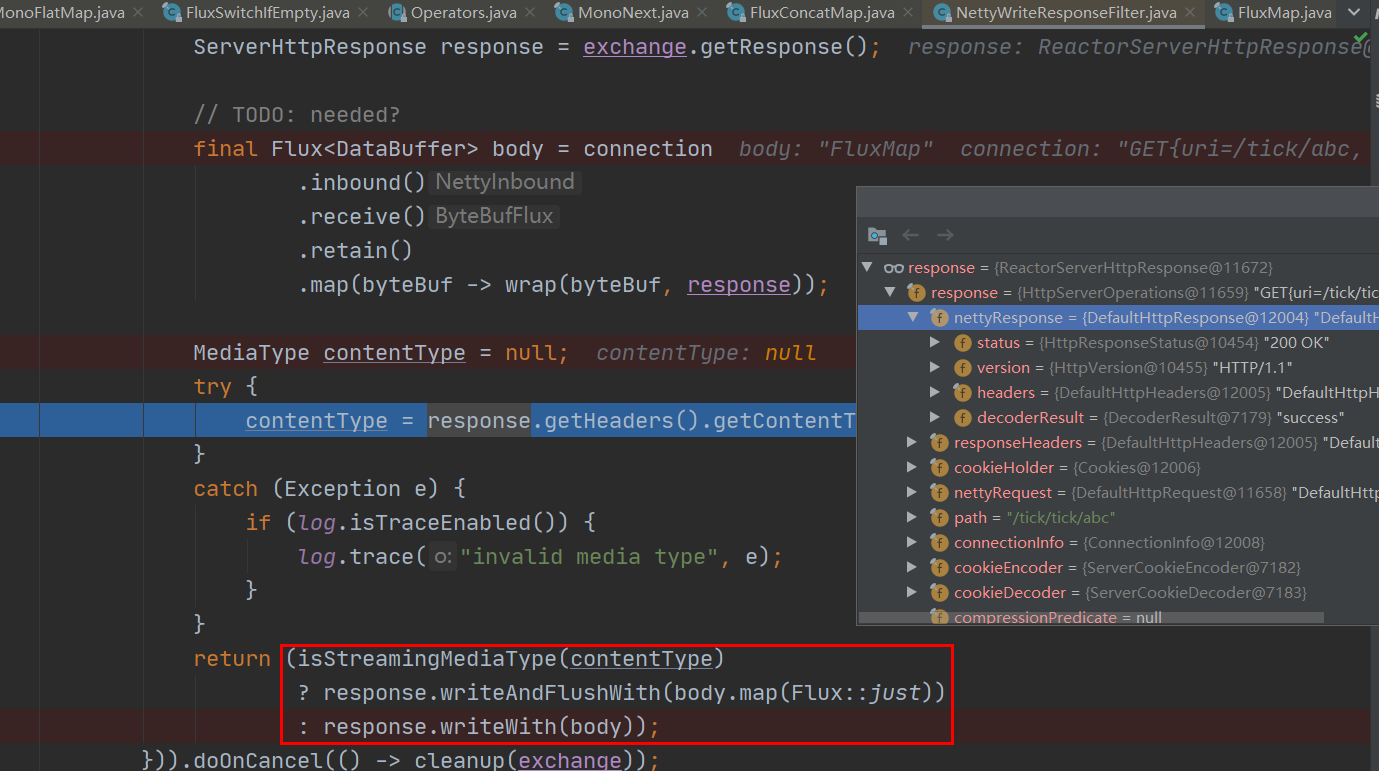 MonoFlatMap.java FluxSwitchIfEmpty.java Operators.java MonoNext.java FluxConcatMap.java NettyWriteResponseFilter.java FluxMap.java
ServerHttpResponse response = exchange.getResponse(); response: ReactorServerHttpResponse@
// TODO: needed?
final Flux<DataBuffer> body = connection body: "FluxMap" connection: "GET{uri=/tick/abc,
.inbound() NettyInbound
.receive() ByteBufFlux
.retain()
.map(byteBuf -> wrap(byteBuf, response));
MediaType contentType = null; contentType: null
try {
contentType = response.getHeaders().getContentT
}
catch (Exception e) {
if (log.isTraceEnabled()) {
log.trace( o: "invalid media type", e);
}
}
return (isStreamingMediaType(contentType)
? response.writeAndFlushWith(body.map(Flux::just))
: response.writeWith(body));
})).doOnCancel(() -> cleanup(exchange));
response = {ReactorServerHttpResponse@11672}
response = {HttpServerOperations@11659} "GET{uri=/tick/tic
nettyResponse = {DefaultHttpResponse@12004} "DefaultH
status = {HttpResponseStatus@10454} "200 OK"
version = {HttpVersion@10455} "HTTP/1.1"
headers = {DefaultHttpHeaders@12005} "DefaultHttpH
decoderResult = {DecoderResult@7179} "success"
responseHeaders = {DefaultHttpHeaders@12005} "Default
cookieHolder = {Cookies@12006}
nettyRequest = {DefaultHttpRequest@11658} "DefaultHttp
path = "/tick/tick/abc"
connectionInfo = {ConnectionInfo@12008}
cookieEncoder = {ServerCookieEncoder@7182}
cookieDecoder = {ServerCookieDecoder@7183}
compressionPredicate = null